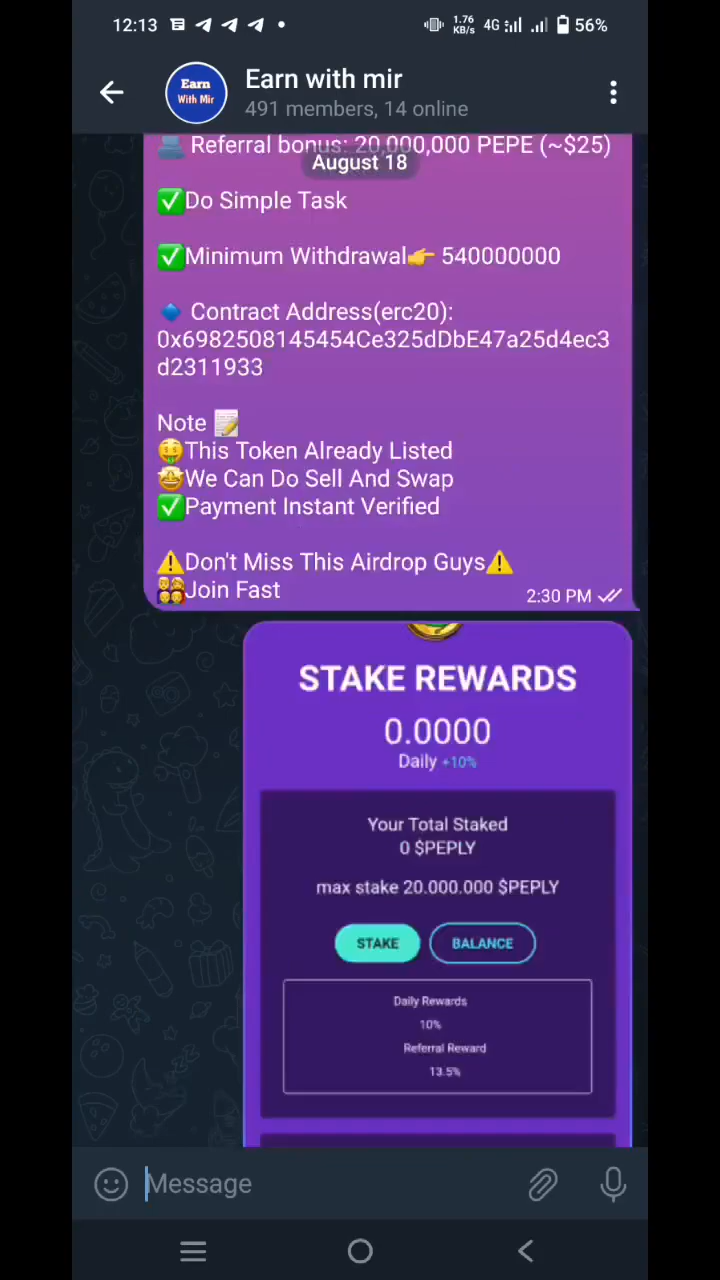 12:13 1.76 KB/s 4G 56%
Earn With Mir
Earn with mir
491 members, 14 online
Referral bonus: 20,000,000 PEPE (~$25)
August 18
✅Do Simple Task
✅Minimum Withdrawal👉 540000000
🔹 Contract Address(erc20):
0x6982508145454Ce325dDbE47a25d4ec3
d2311933
Note 📝
🤑This Token Already Listed
🤩We Can Do Sell And Swap
✅Payment Instant Verified
⚠️Don't Miss This Airdrop Guys⚠️
👨‍👩‍👧‍👦Join Fast
2:30 PM
STAKE REWARDS
0.0000
Daily +10%
Your Total Staked
0 $PEPLY
max stake 20.000.000 $PEPLY
STAKE BALANCE
Daily Rewards
10%
Referral Reward
13.5%
Message